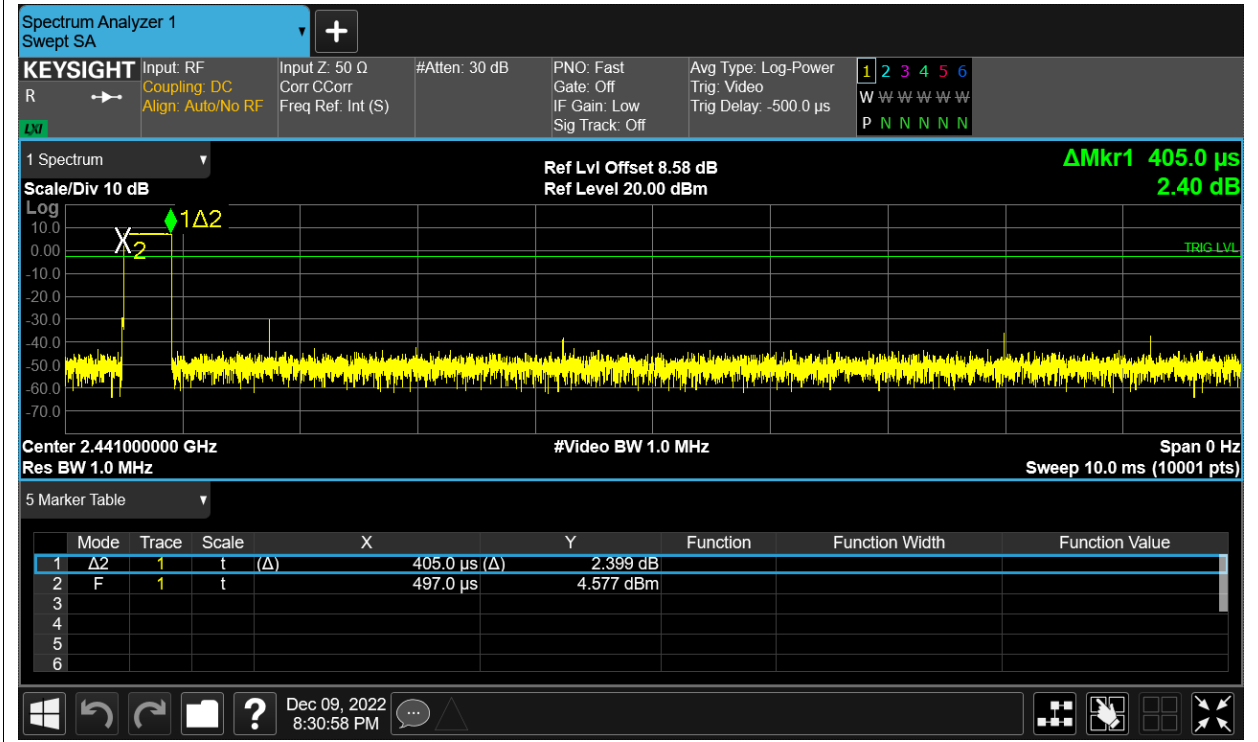 Spectrum Analyzer 1
Swept SA
+
KEYSIGHT
R
LXI
Input: RF
Coupling: DC
Align: Auto/No RF
Input Z: 50 Ω
Corr CCorr
Freq Ref: Int (S)
#Atten: 30 dB
PNO: Fast
Gate: Off
IF Gain: Low
Sig Track: Off
Avg Type: Log-Power
Trig: Video
Trig Delay: -500.0 µs
1 2 3 4 5 6
W W W W W W
P N N N N N
1 Spectrum
Scale/Div 10 dB
Ref Lvl Offset 8.58 dB
Ref Level 20.00 dBm
ΔMkr1 405.0 µs
2.40 dB
Log
10.0
0.00
-10.0
-20.0
-30.0
-40.0
-50.0
-60.0
-70.0
1Δ2
X2
TRIG LVL
Center 2.441000000 GHz
#Video BW 1.0 MHz
Span 0 Hz
Res BW 1.0 MHz
Sweep 10.0 ms (10001 pts)
5 Marker Table
Mode Trace Scale X Y Function Function Width Function Value
1 Δ2 1 t (Δ) 405.0 µs (Δ) 2.399 dB
2 F 1 t 497.0 µs 4.577 dBm
3
4
5
6
?
Dec 09, 2022
8:30:58 PM